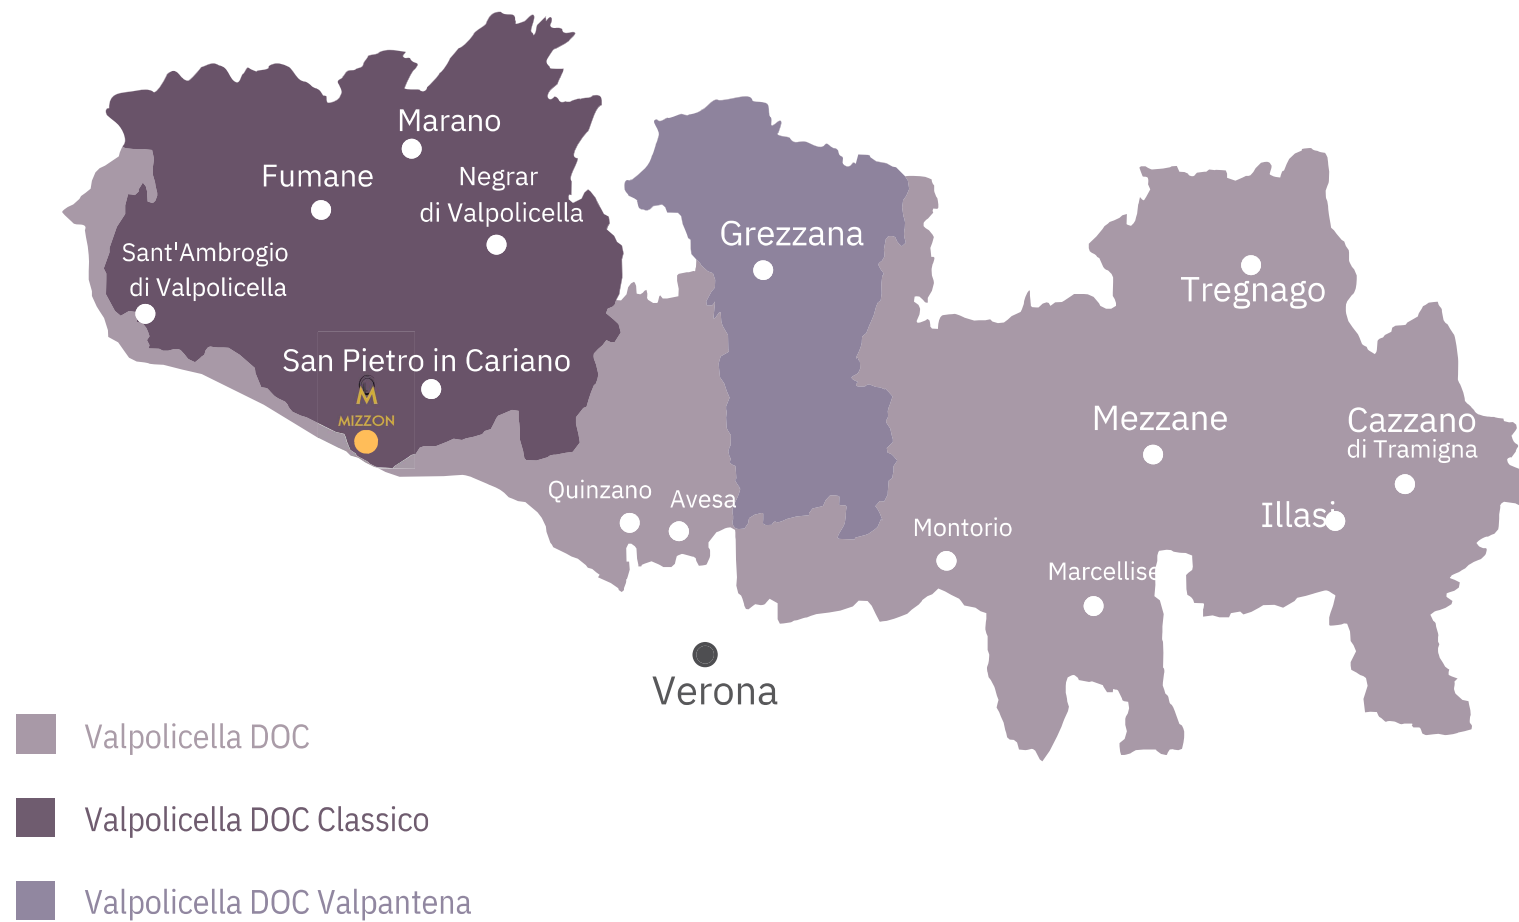 Marano
Fumane
Negrar
di Valpolicella
Sant'Ambrogio
di Valpolicella
San Pietro in Cariano
M
MIZZON
Grezzana
Tregnago
Mezzane
Cazzano
di Tramigna
Illasi
Quinzano
Avesa
Montorio
Marcellise
Verona
Valpolicella DOC
Valpolicella DOC Classico
Valpolicella DOC Valpantena